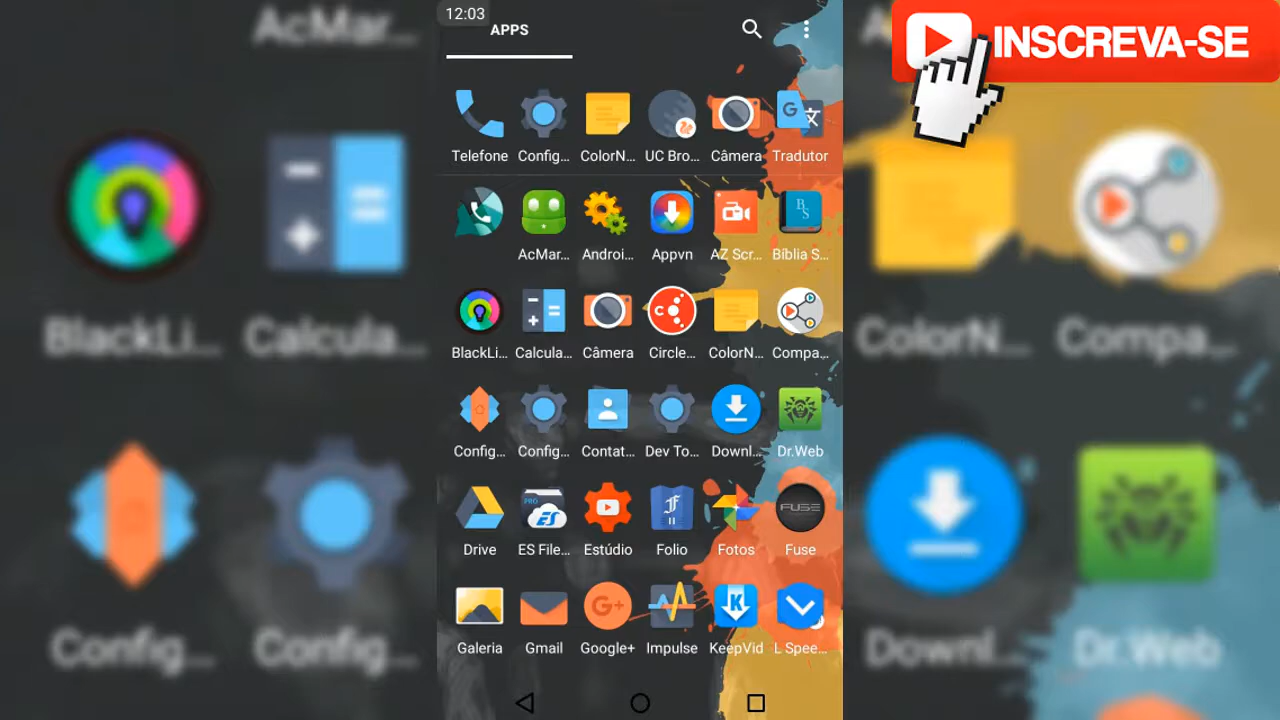 12:03
APPS
INSCREVA-SE
Telefone Config... ColorN... UC Bro... Câmera Tradutor
AcMar... Androi... Appvn AZ Scr... Bíblia S...
BlackLi... Calcula... Câmera Circle... ColorN... Compa...
Config... Config... Contat... Dev To... Downl... Dr.Web
Drive ES File... Estúdio Folio Fotos Fuse
Galeria Gmail Google+ Impulse KeepVid L Spee...
AcMar...
BlackLi... Calcula... ColorN... Compa...
Config... Config... Downl... Dr.Web